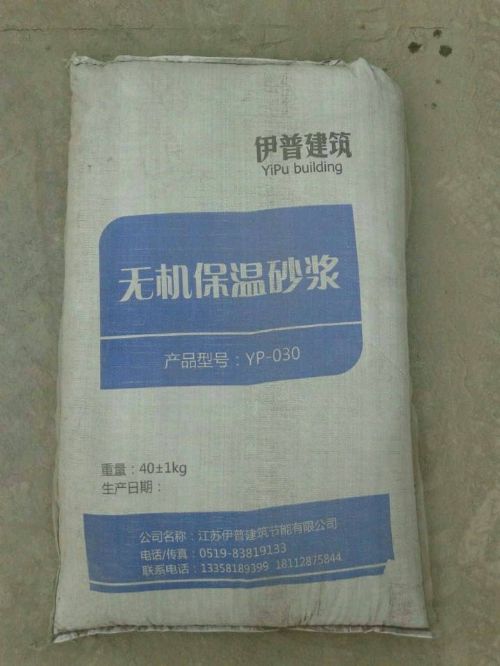 伊普建筑
YiPu building
无机保温砂浆
产品型号：YP-030
重量：40±1kg
生产日期：
公司名称：江苏伊普建筑节能有限公司
电话/传真：0519-83819133
联系电话：13358189399 18112875844